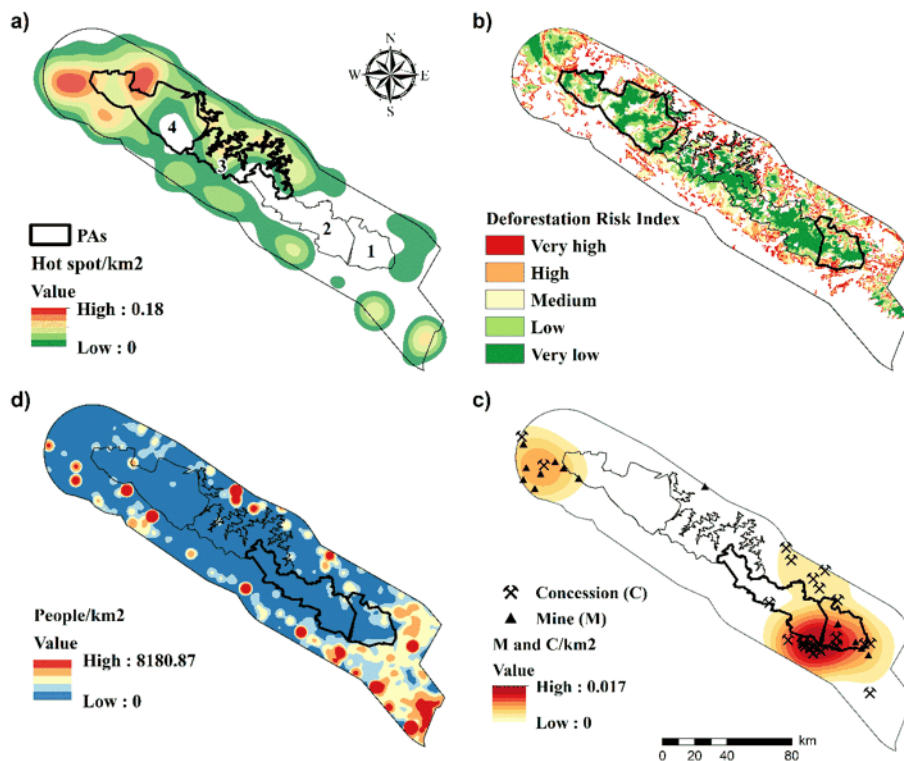 a)
N
W E
S
4
3
2
1
PAs
Hot spot/km2
Value
High : 0.18
Low : 0
b)
Deforestation Risk Index
Very high
High
Medium
Low
Very low
d)
People/km2
Value
High : 8180.87
Low : 0
c)
Concession (C)
Mine (M)
M and C/km2
Value
High : 0.017
Low : 0
km
0 10 20 40 60 80